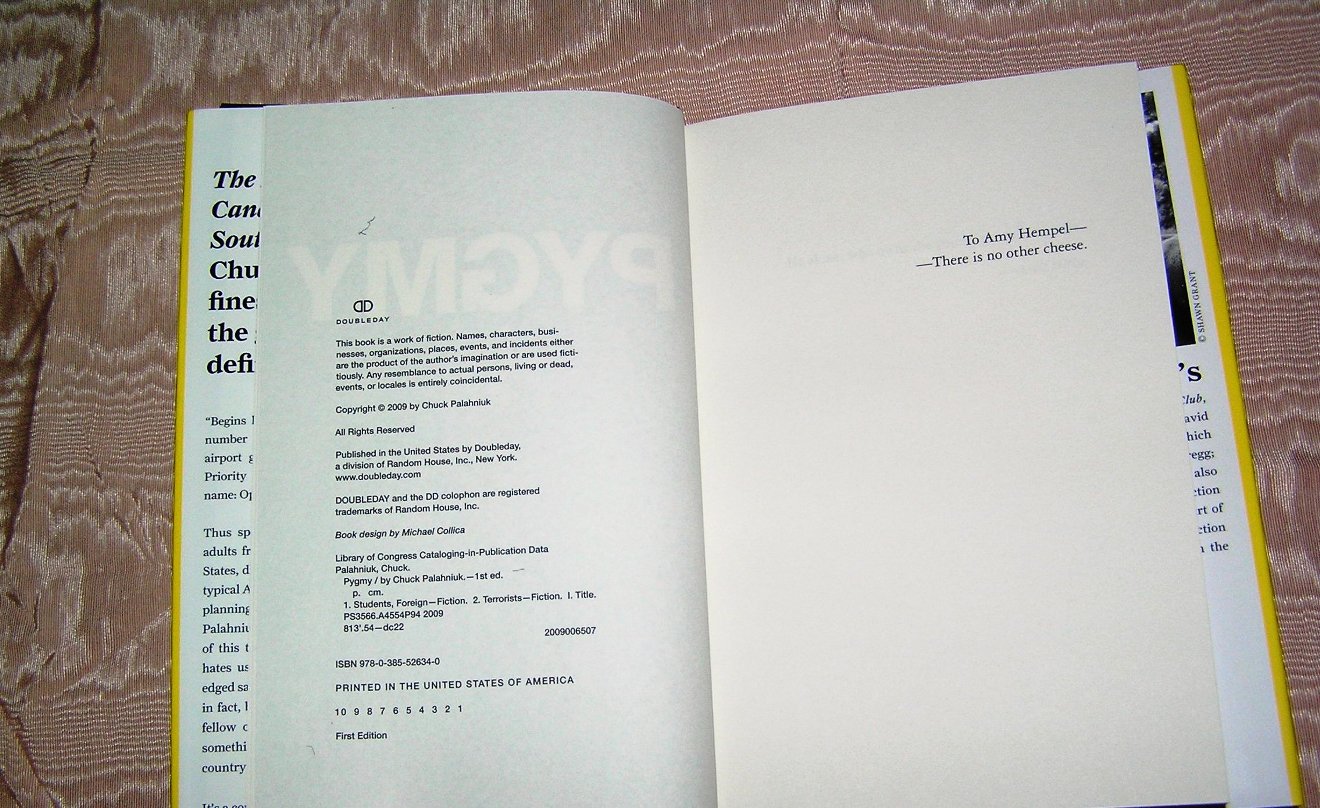 The
Sout
Chu
fine
the
defi
"Begins
number
airport
Priority
name:
Thus sp
adults fr
States, d
typical A
planning
Palahniu
of this t
hates us
edged sa
in fact, l
fellow c
somethi
country
PYGMY
DD
DOUBLEDAY
This book is a work of fiction. Names, characters, busi-
nesses, organizations, places, events, and incidents either
are the product of the author's imagination or are used ficti-
tiously. Any resemblance to actual persons, living or dead,
events, or locales is entirely coincidental.
Copyright © 2009 by Chuck Palahniuk
All Rights Reserved
Published in the United States by Doubleday,
a division of Random House, Inc., New York.
www.doubleday.com
DOUBLEDAY and the DD colophon are registered
trademarks of Random House, Inc.
Book design by Michael Collica
Library of Congress Cataloging-in-Publication Data
Palahniuk, Chuck.
Pygmy / by Chuck Palahniuk.—1st ed.
p. cm.
1. Students, Foreign—Fiction. 2. Terrorists—Fiction. I. Title.
PS3566.A4554P94 2009
813'.54—dc22
2009006507
ISBN 978-0-385-52634-0
PRINTED IN THE UNITED STATES OF AMERICA
10 9 8 7 6 5 4 3 2 1
First Edition
To Amy Hempel—
—There is no other cheese.
© SHAWN GRANT
's
Club,
avid
hich
regg;
also
ction
rt of
ction
the